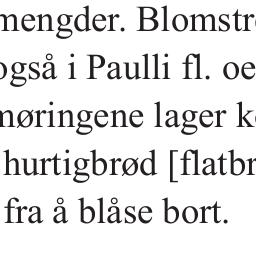 mengder. Blomstr
også i Paulli fl. oe
møringene lager k
hurtigbrød [flatbr
fra å blåse bort.